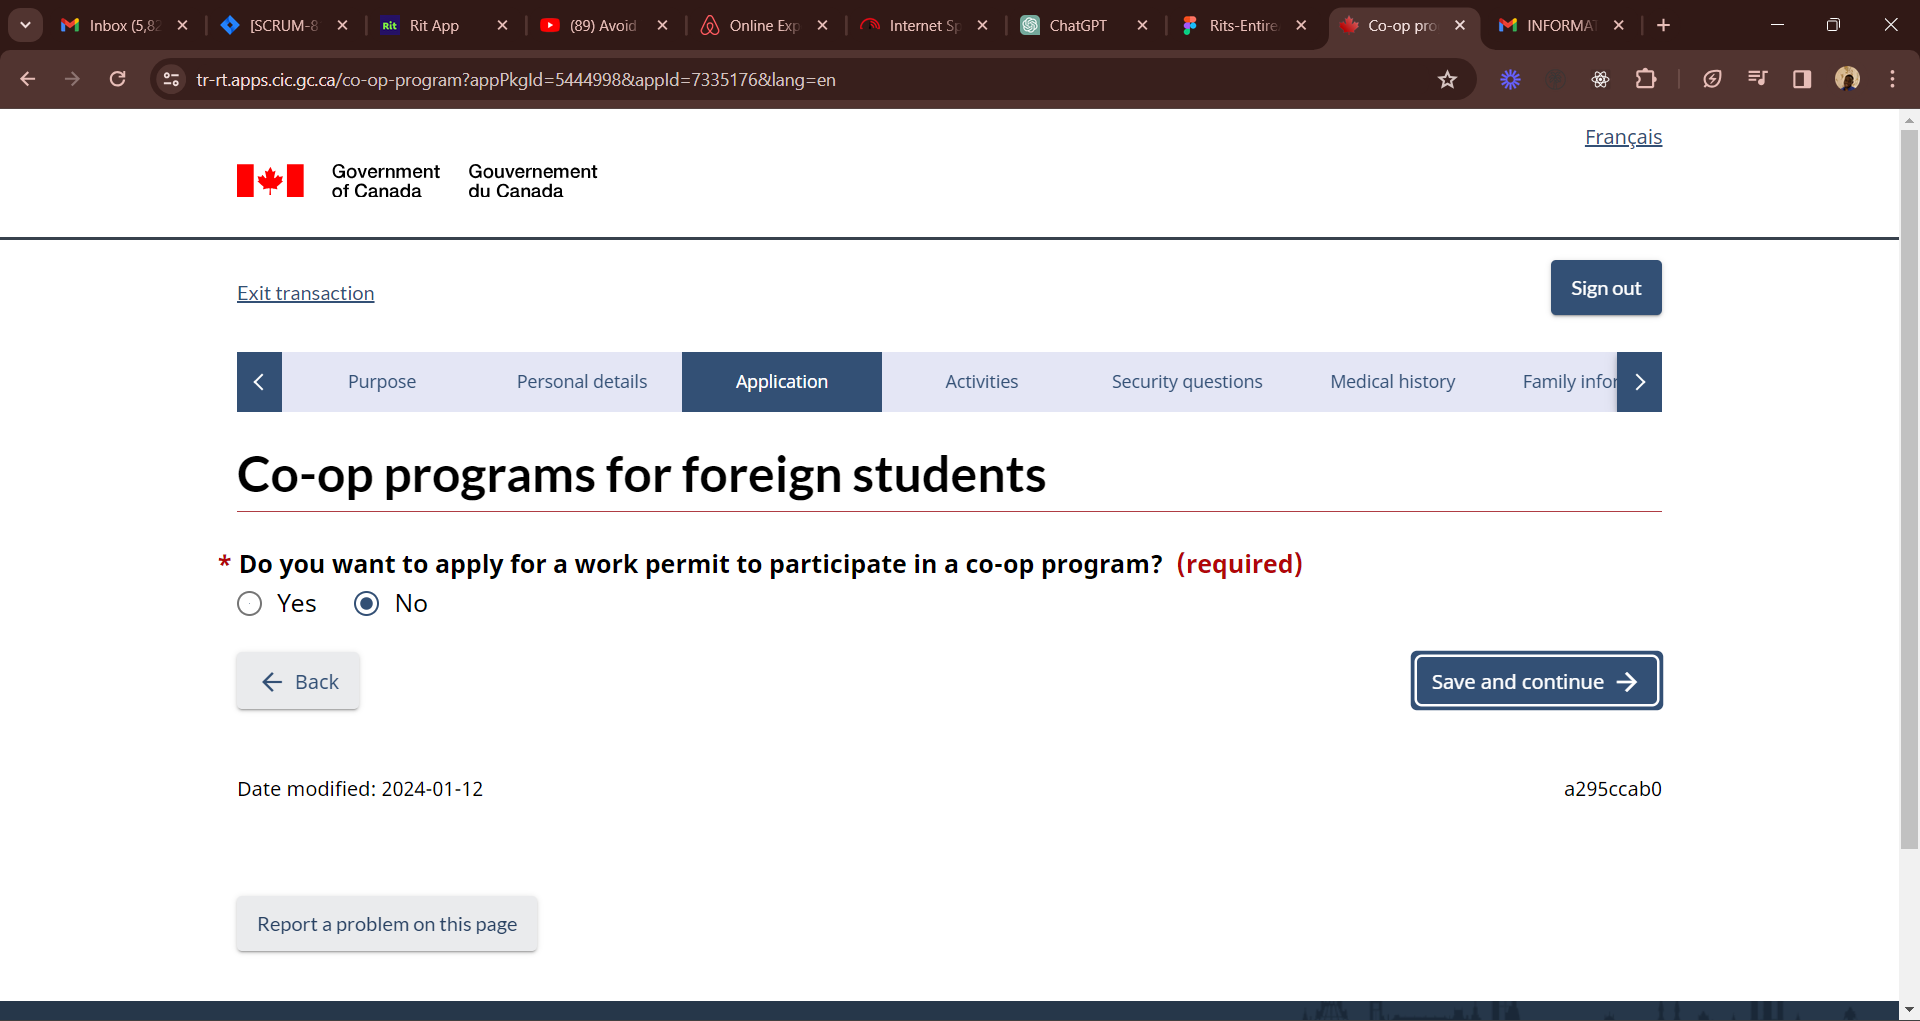 Inbox (5,82
[SCRUM-8
Rit
Rit App
(89) Avoid
Online Exp
Internet Sp
ChatGPT
Rits-Entire
Co-op pro
INFORMA
tr-rt.apps.cic.gc.ca/co-op-program?appPkgId=5444998&appId=7335176&lang=en
Français
Government of Canada
Gouvernement du Canada
Exit transaction
Sign out
Purpose
Personal details
Application
Activities
Security questions
Medical history
Family infor
Co-op programs for foreign students
* Do you want to apply for a work permit to participate in a co-op program? (required)
Yes
No
Back
Save and continue
Date modified: 2024-01-12
a295ccab0
Report a problem on this page